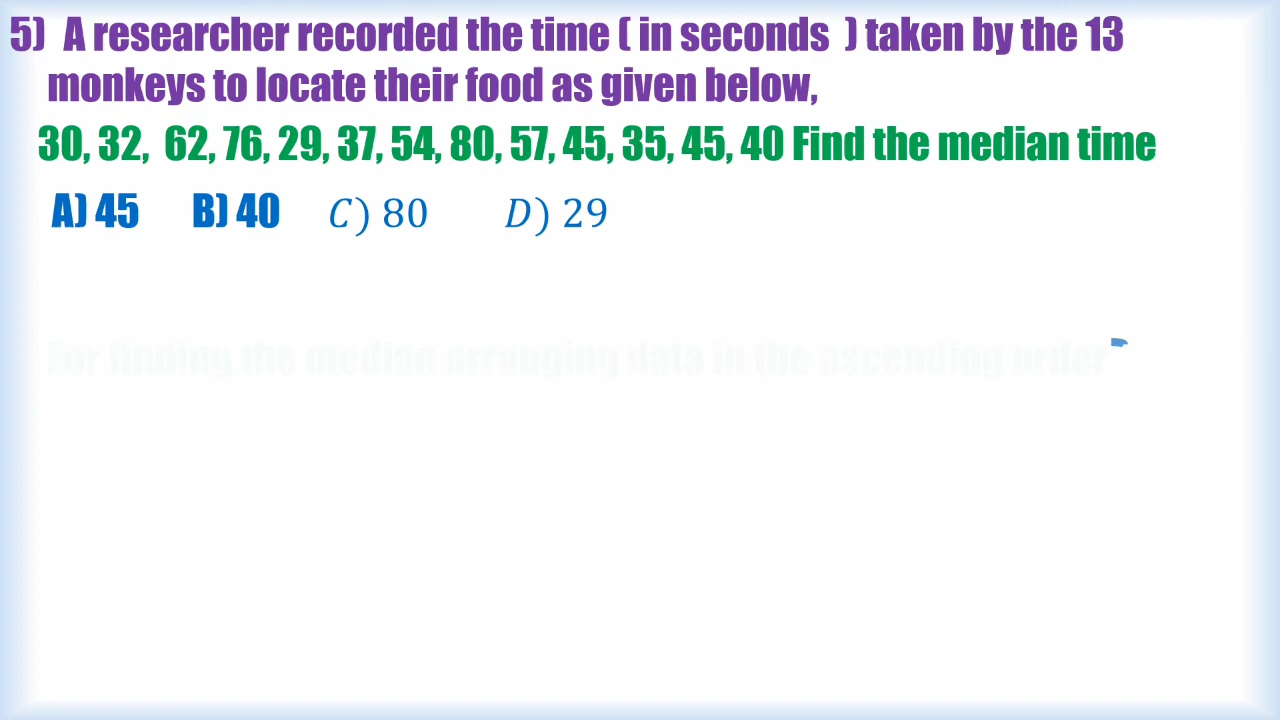 5) A researcher recorded the time ( in seconds ) taken by the 13
monkeys to locate their food as given below,
30, 32, 62, 76, 29, 37, 54, 80, 57, 45, 35, 45, 40 Find the median time
A) 45 B) 40 C) 80 D) 29
For finding the median arranging data in the ascending order